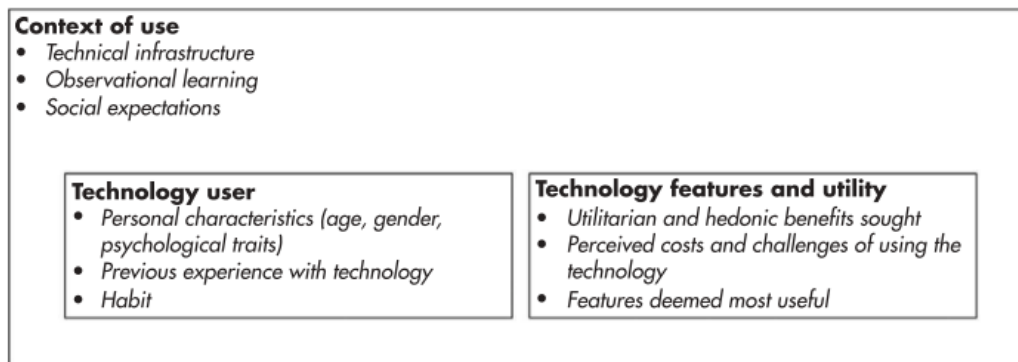 Context of use
• Technical infrastructure
• Observational learning
• Social expectations
Technology user
• Personal characteristics (age, gender,
psychological traits)
• Previous experience with technology
• Habit
Technology features and utility
• Utilitarian and hedonic benefits sought
• Perceived costs and challenges of using the
technology
• Features deemed most useful